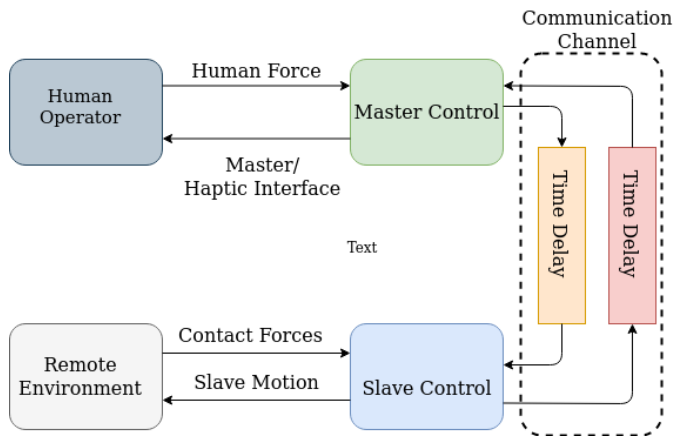 Communication
Channel
Human Force
Human
Operator
Master Control
Master/
Haptic Interface
Time Delay
Time Delay
Text
Contact Forces
Remote
Environment
Slave Motion
Slave Control